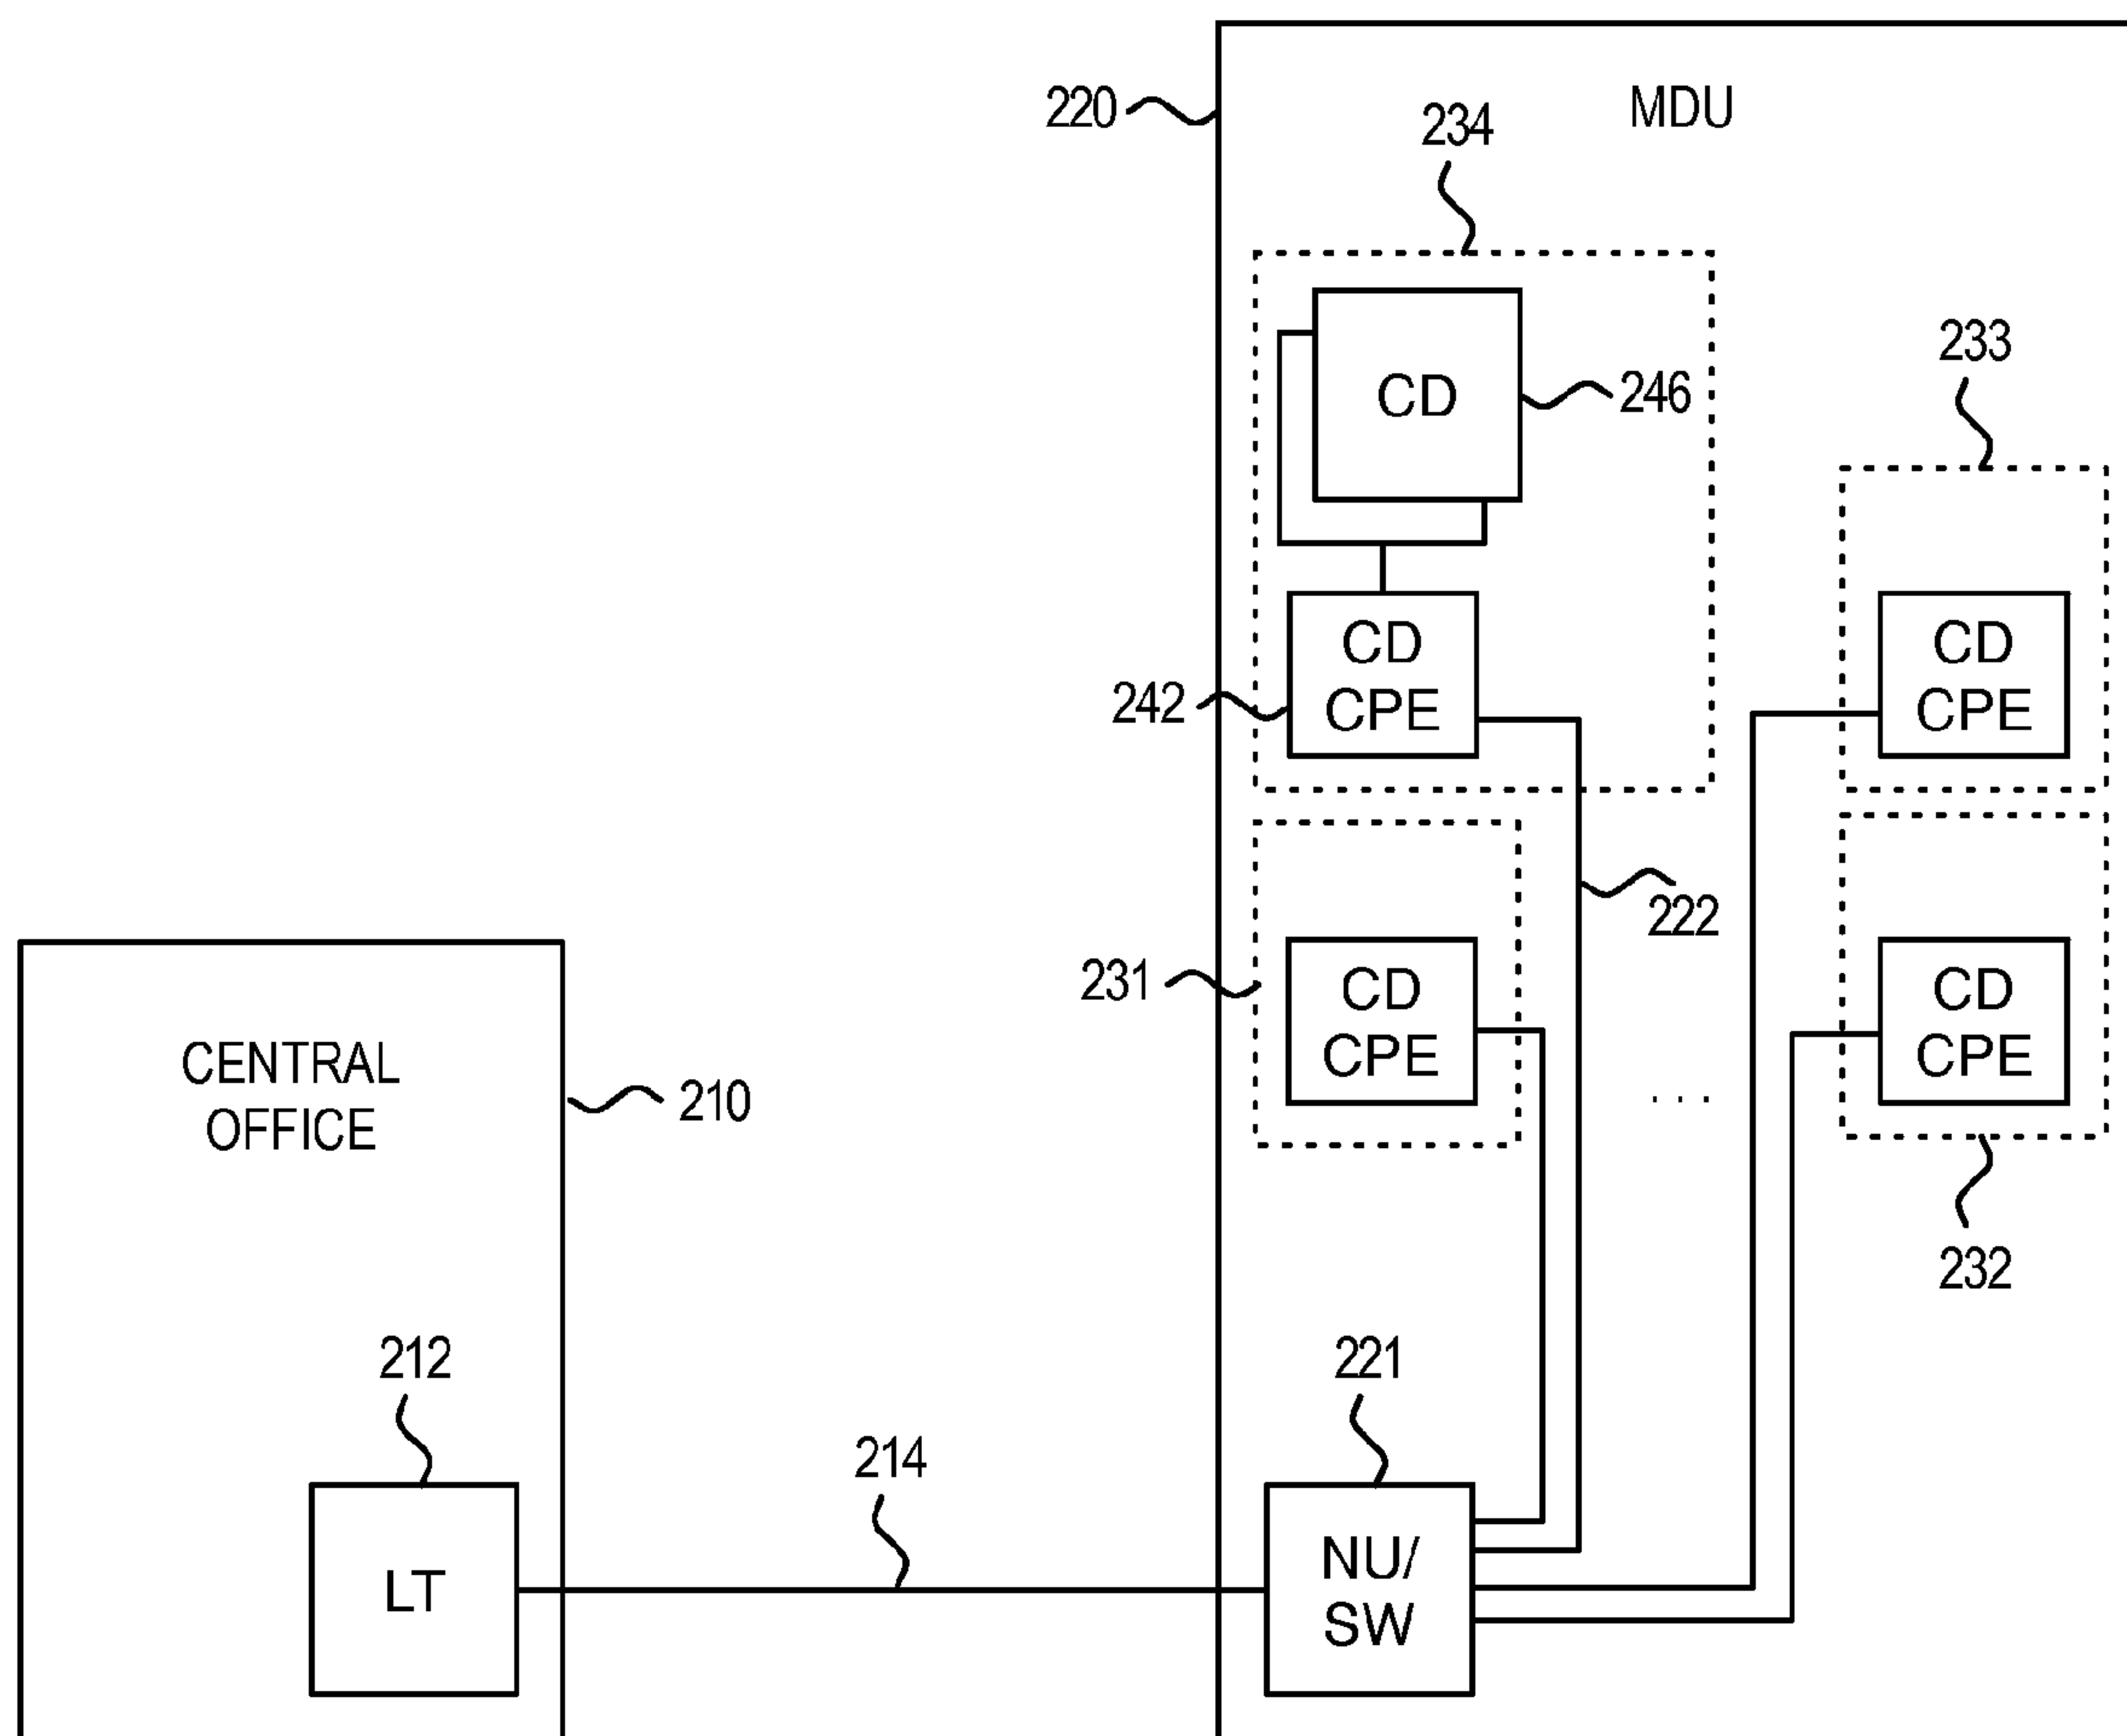 220
MDU
234
233
CD
246
CD
CPE
242
CD
CPE
222
231
CD
CPE
CD
CPE
. . .
232
CENTRAL
OFFICE
210
212
214
221
LT
NU/
SW